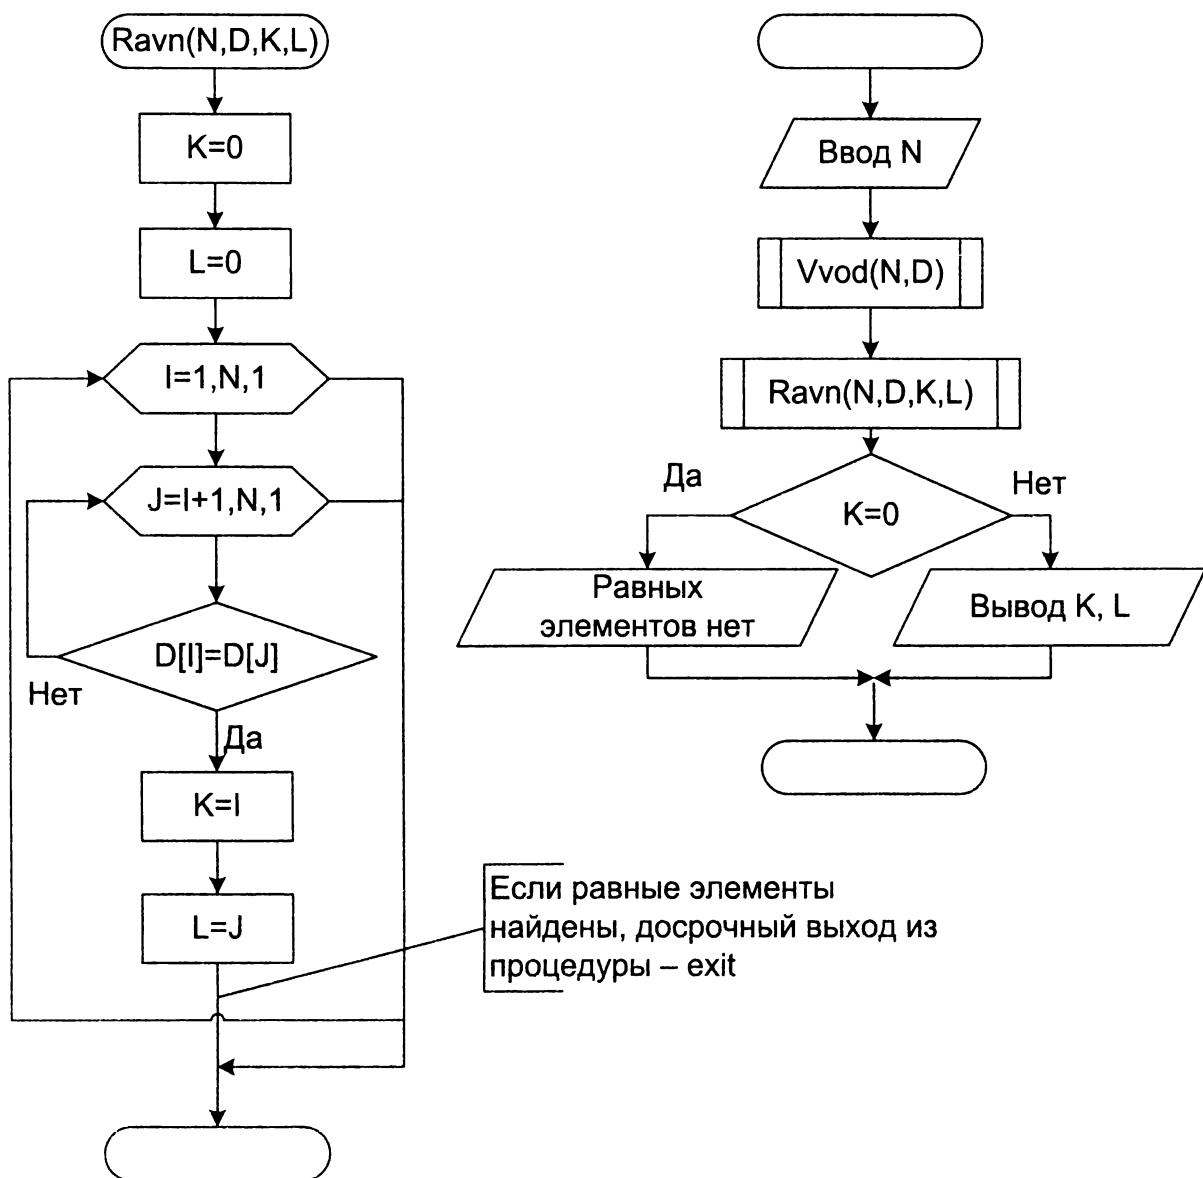 Ravn(N,D,K,L)
K=0
L=0
I=1,N,1
J=I+1,N,1
D[I]=D[J]
Нет
Да
K=I
L=J
Если равные элементы
найдены, досрочный выход из
процедуры – exit
Ввод N
Vvod(N,D)
Ravn(N,D,K,L)
Да
K=0
Нет
Равных
элементов нет
Вывод K, L